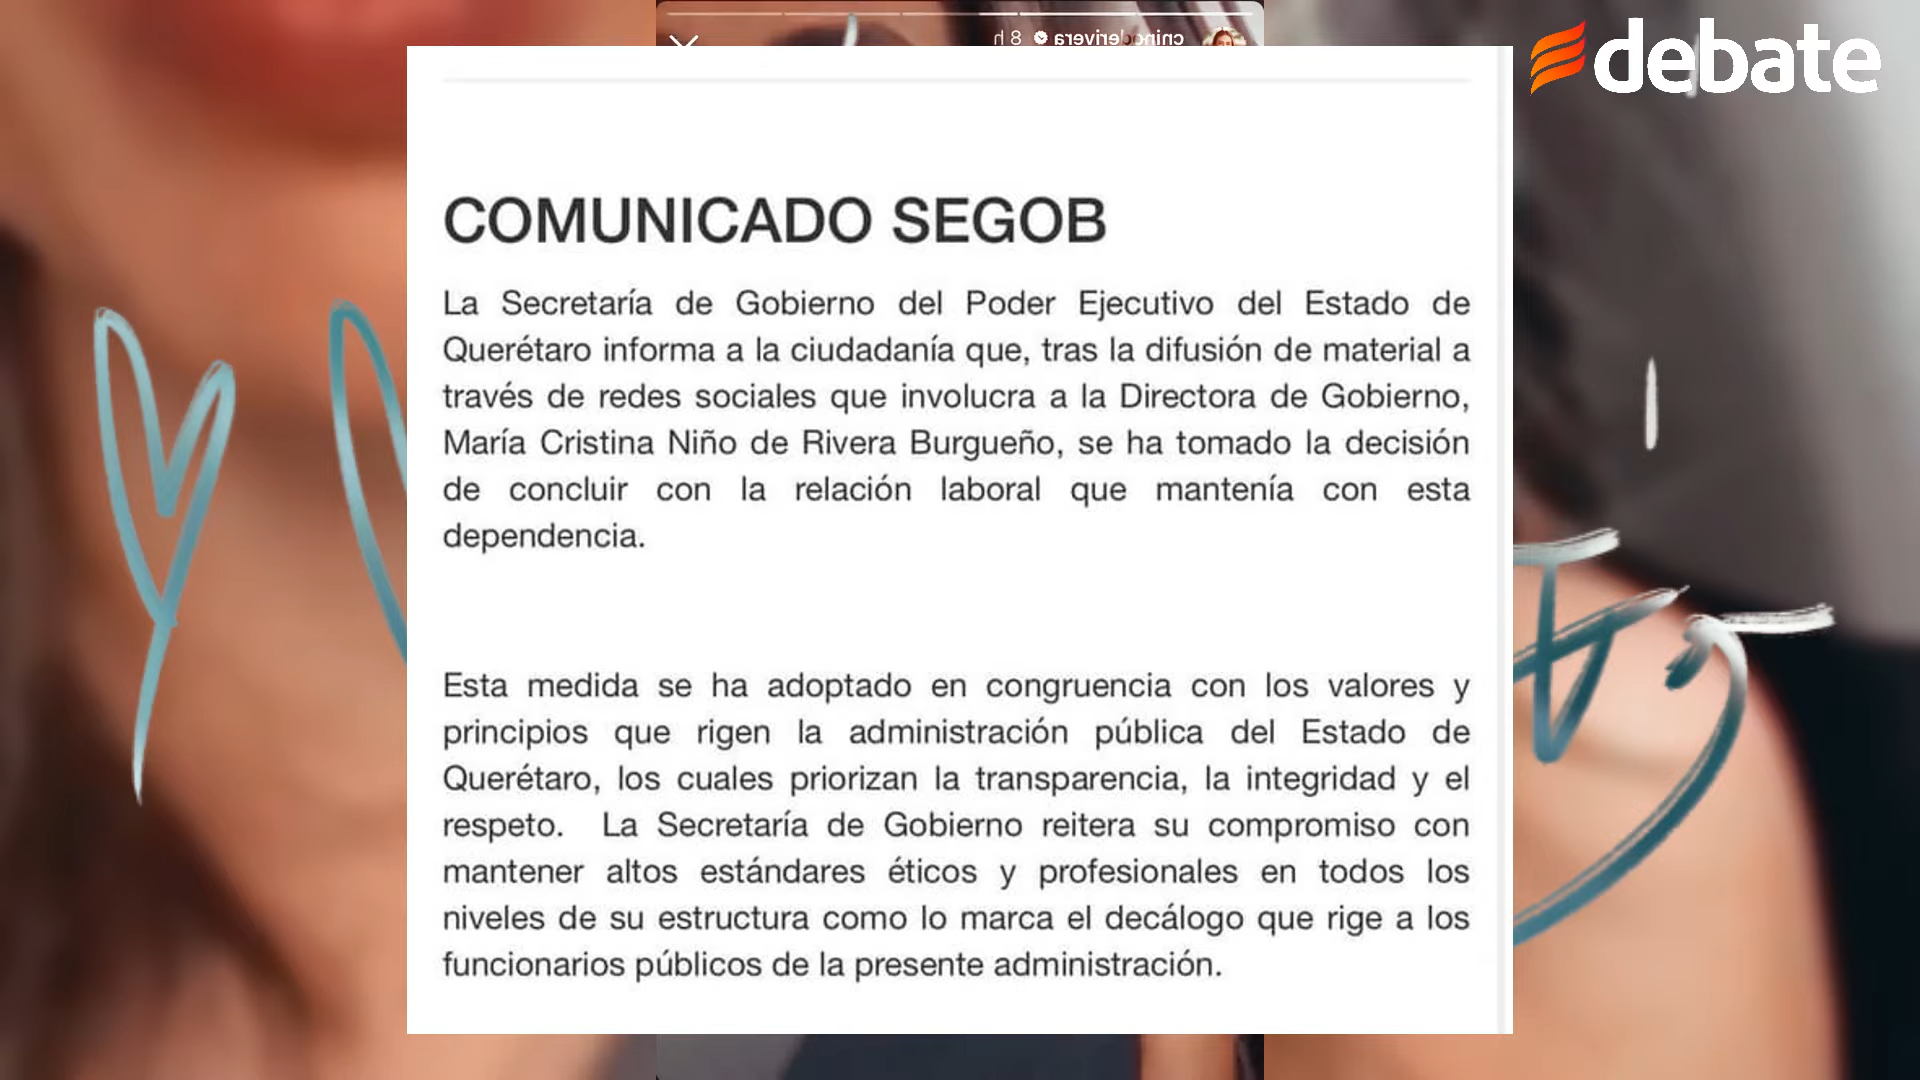 cninoderivera 8 h
debate
COMUNICADO SEGOB
La Secretaría de Gobierno del Poder Ejecutivo del Estado de
Querétaro informa a la ciudadanía que, tras la difusión de material a
través de redes sociales que involucra a la Directora de Gobierno,
María Cristina Niño de Rivera Burgueño, se ha tomado la decisión
de concluir con la relación laboral que mantenía con esta
dependencia.
Esta medida se ha adoptado en congruencia con los valores y
principios que rigen la administración pública del Estado de
Querétaro, los cuales priorizan la transparencia, la integridad y el
respeto. La Secretaría de Gobierno reitera su compromiso con
mantener altos estándares éticos y profesionales en todos los
niveles de su estructura como lo marca el decálogo que rige a los
funcionarios públicos de la presente administración.